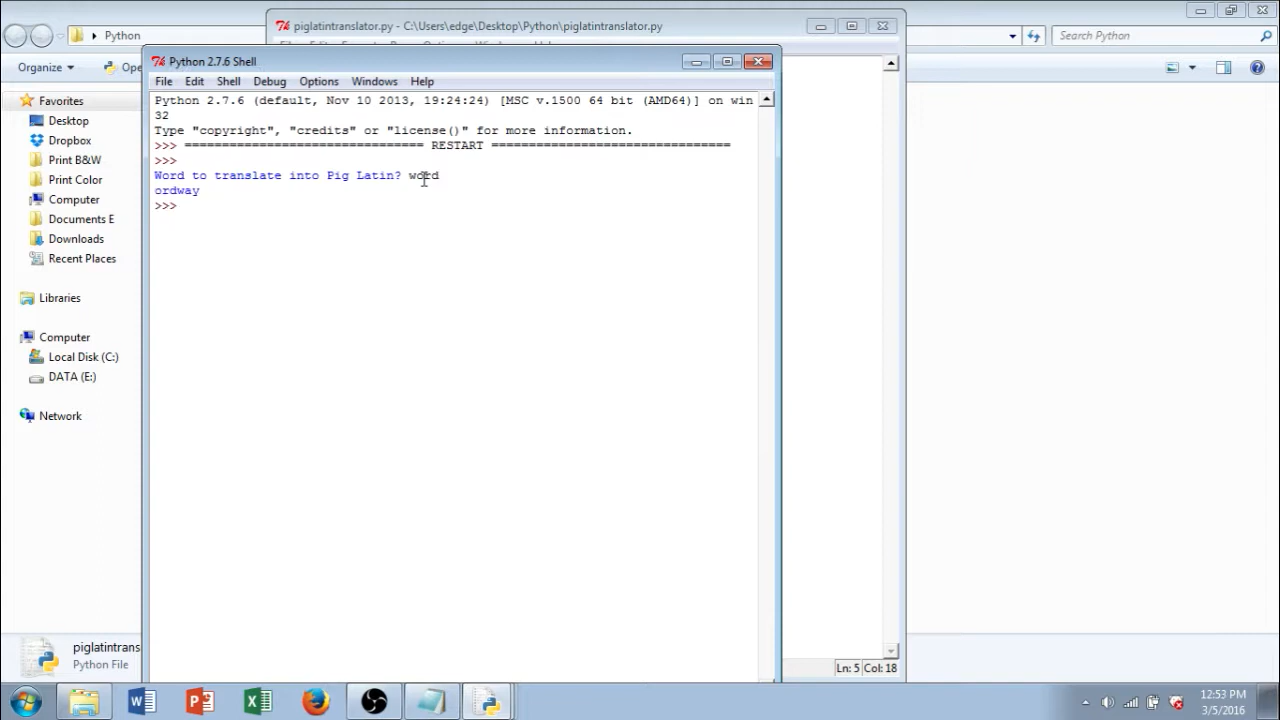 piglatintranslator.py - C:\Users\edge\Desktop\Python\piglatintranslator.py
Python
Search Python
Python 2.7.6 Shell
Organize
Ope
File Edit Shell Debug Options Windows Help
Favorites
Desktop
Dropbox
Print B&W
Print Color
Computer
Documents E
Downloads
Recent Places
Libraries
Computer
Local Disk (C:)
DATA (E:)
Network
Python 2.7.6 (default, Nov 10 2013, 19:24:24) [MSC v.1500 64 bit (AMD64)] on win
32
Type "copyright", "credits" or "license()" for more information.
>>> ================================ RESTART ================================
>>>
Word to translate into Pig Latin? word
ordway
>>>
piglatintrans
Python File
Ln: 5 Col: 18
12:53 PM
3/5/2016